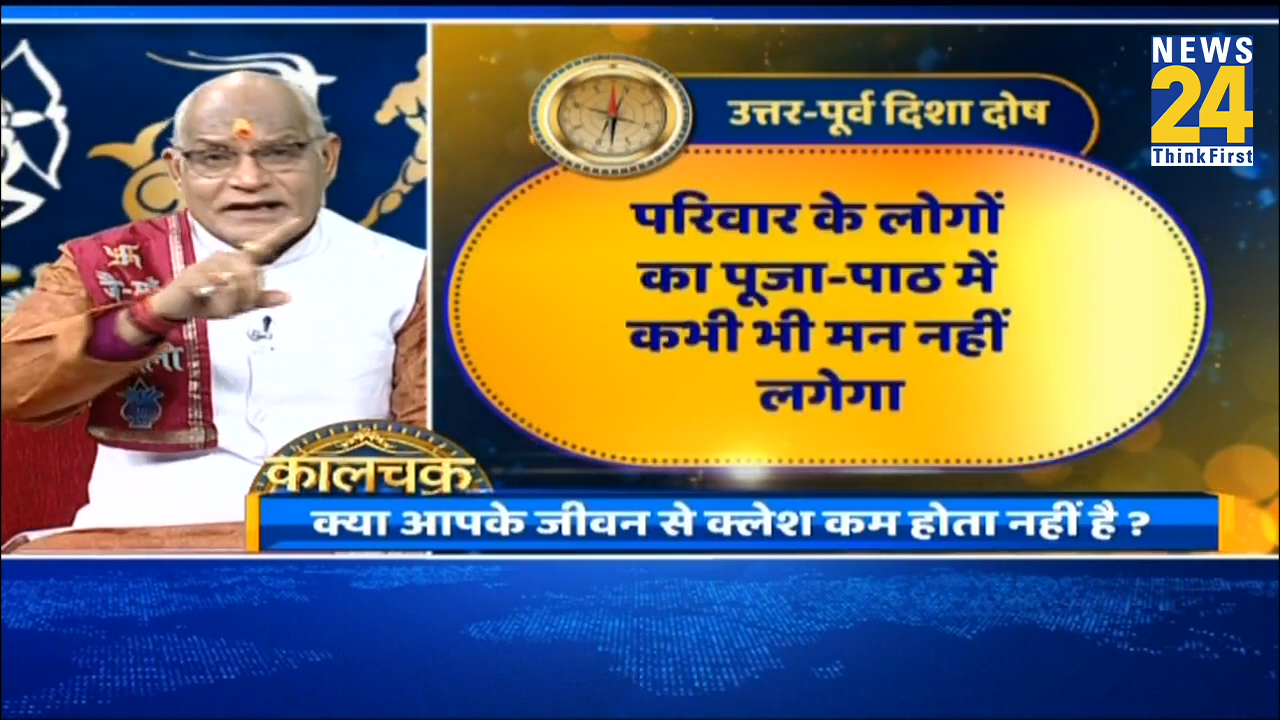 NEWS
24
ThinkFirst
उत्तर-पूर्व दिशा दोष
परिवार के लोगों
का पूजा-पाठ में
कभी भी मन नहीं
लगेगा
कालचक्र
क्या आपके जीवन से क्लेश कम होता नहीं है ?